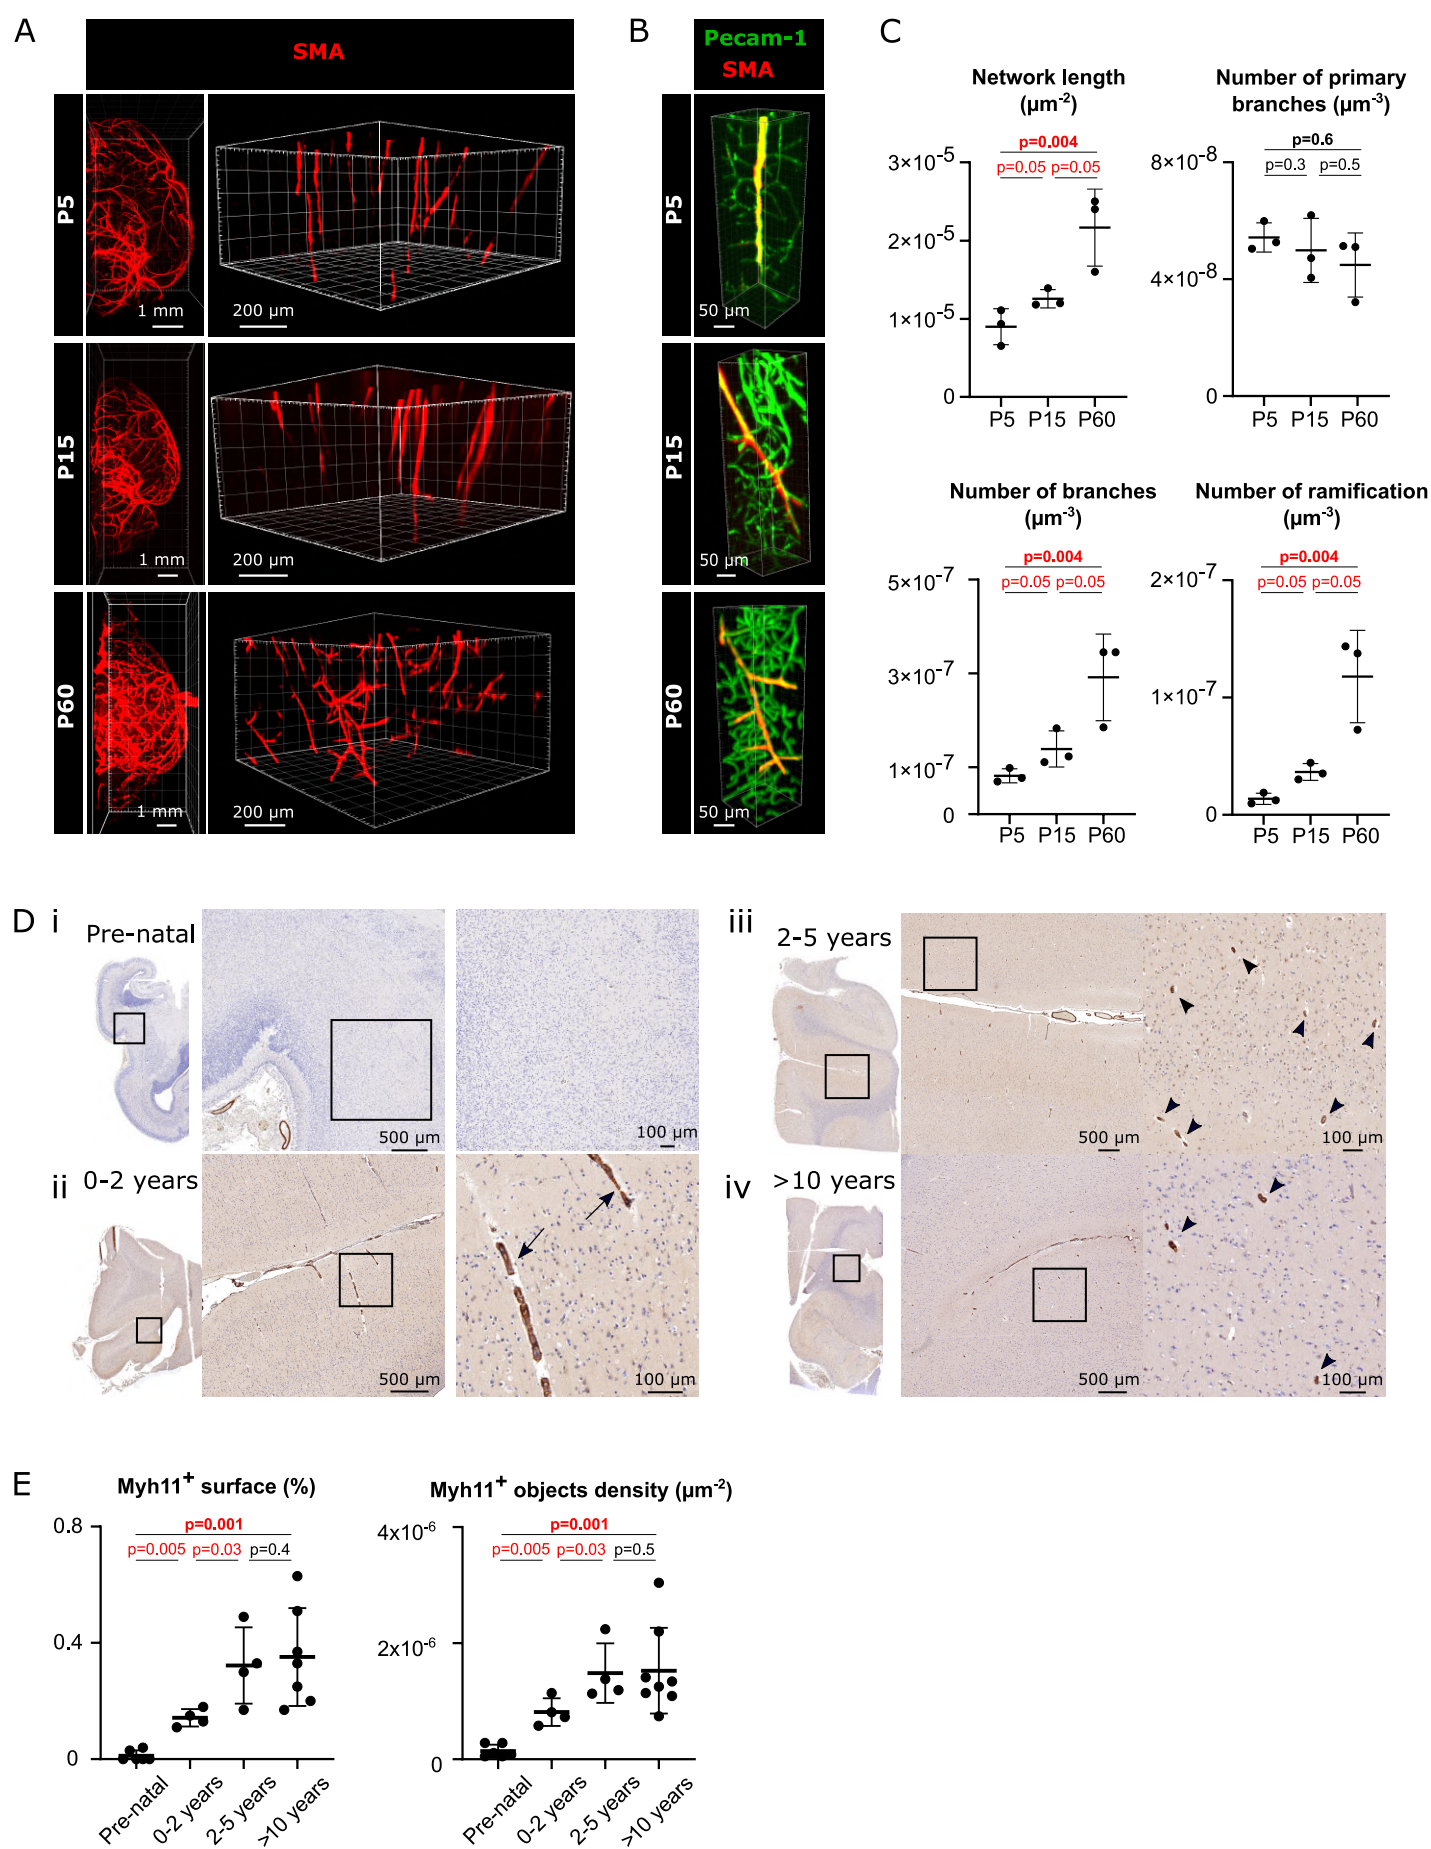 A
SMA
P5
1 mm
200 µm
P15
1 mm
200 µm
P60
1 mm
200 µm
B
Pecam-1
SMA
P5
50 µm
P15
50 µm
P60
50 µm
C
Network length
(µm⁻²)
p=0.004
p=0.05 p=0.05
3×10⁻⁵
2×10⁻⁵
1×10⁻⁵
0
P5 P15 P60
Number of primary
branches (µm⁻³)
p=0.6
p=0.3 p=0.5
8×10⁻⁸
4×10⁻⁸
0
P5 P15 P60
Number of branches
(µm⁻³)
p=0.004
p=0.05 p=0.05
5×10⁻⁷
3×10⁻⁷
1×10⁻⁷
0
P5 P15 P60
Number of ramification
(µm⁻³)
p=0.004
p=0.05 p=0.05
2×10⁻⁷
1×10⁻⁷
0
P5 P15 P60
D
i
Pre-natal
500 µm
100 µm
ii
0-2 years
500 µm
100 µm
iii
2-5 years
500 µm
100 µm
iv
>10 years
500 µm
100 µm
E
Myh11⁺ surface (%)
p=0.001
p=0.005 p=0.03 p=0.4
0.8
0.4
0
Pre-natal
0-2 years
2-5 years
>10 years
Myh11⁺ objects density (µm⁻²)
p=0.001
p=0.005 p=0.03 p=0.5
4x10⁻⁶
2x10⁻⁶
0
Pre-natal
0-2 years
2-5 years
>10 years